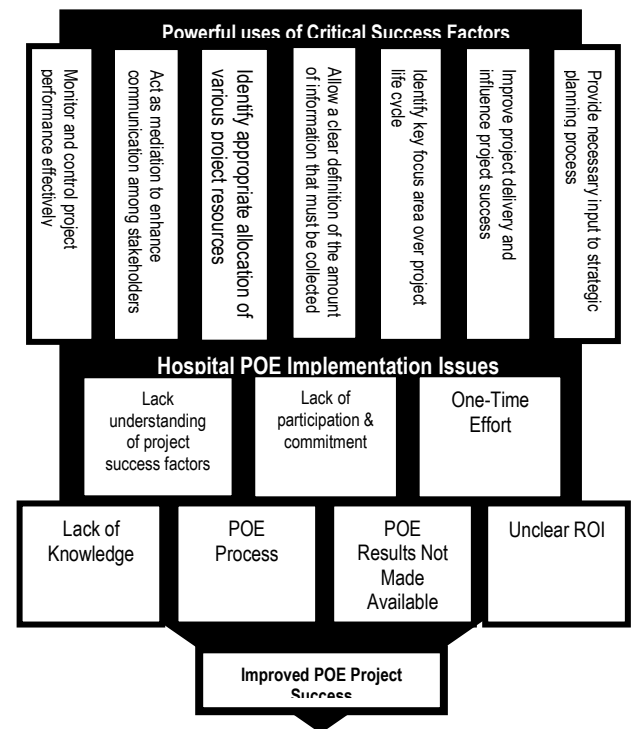 Powerful uses of Critical Success Factors
Monitor and control project
performance effectively
Act as mediation to enhance
communication among stakeholders
Identify appropriate allocation of
various project resources
Allow a clear definition of the amount
of information that must be collected
Identify key focus area over project
life cycle
Improve project delivery and
influence project success
Provide necessary input to strategic
planning process
Hospital POE Implementation Issues
Lack
understanding
of project
success factors
Lack of
participation &
commitment
One-Time
Effort
Lack of
Knowledge
POE
Process
POE
Results Not
Made
Available
Unclear ROI
Improved POE Project
Success